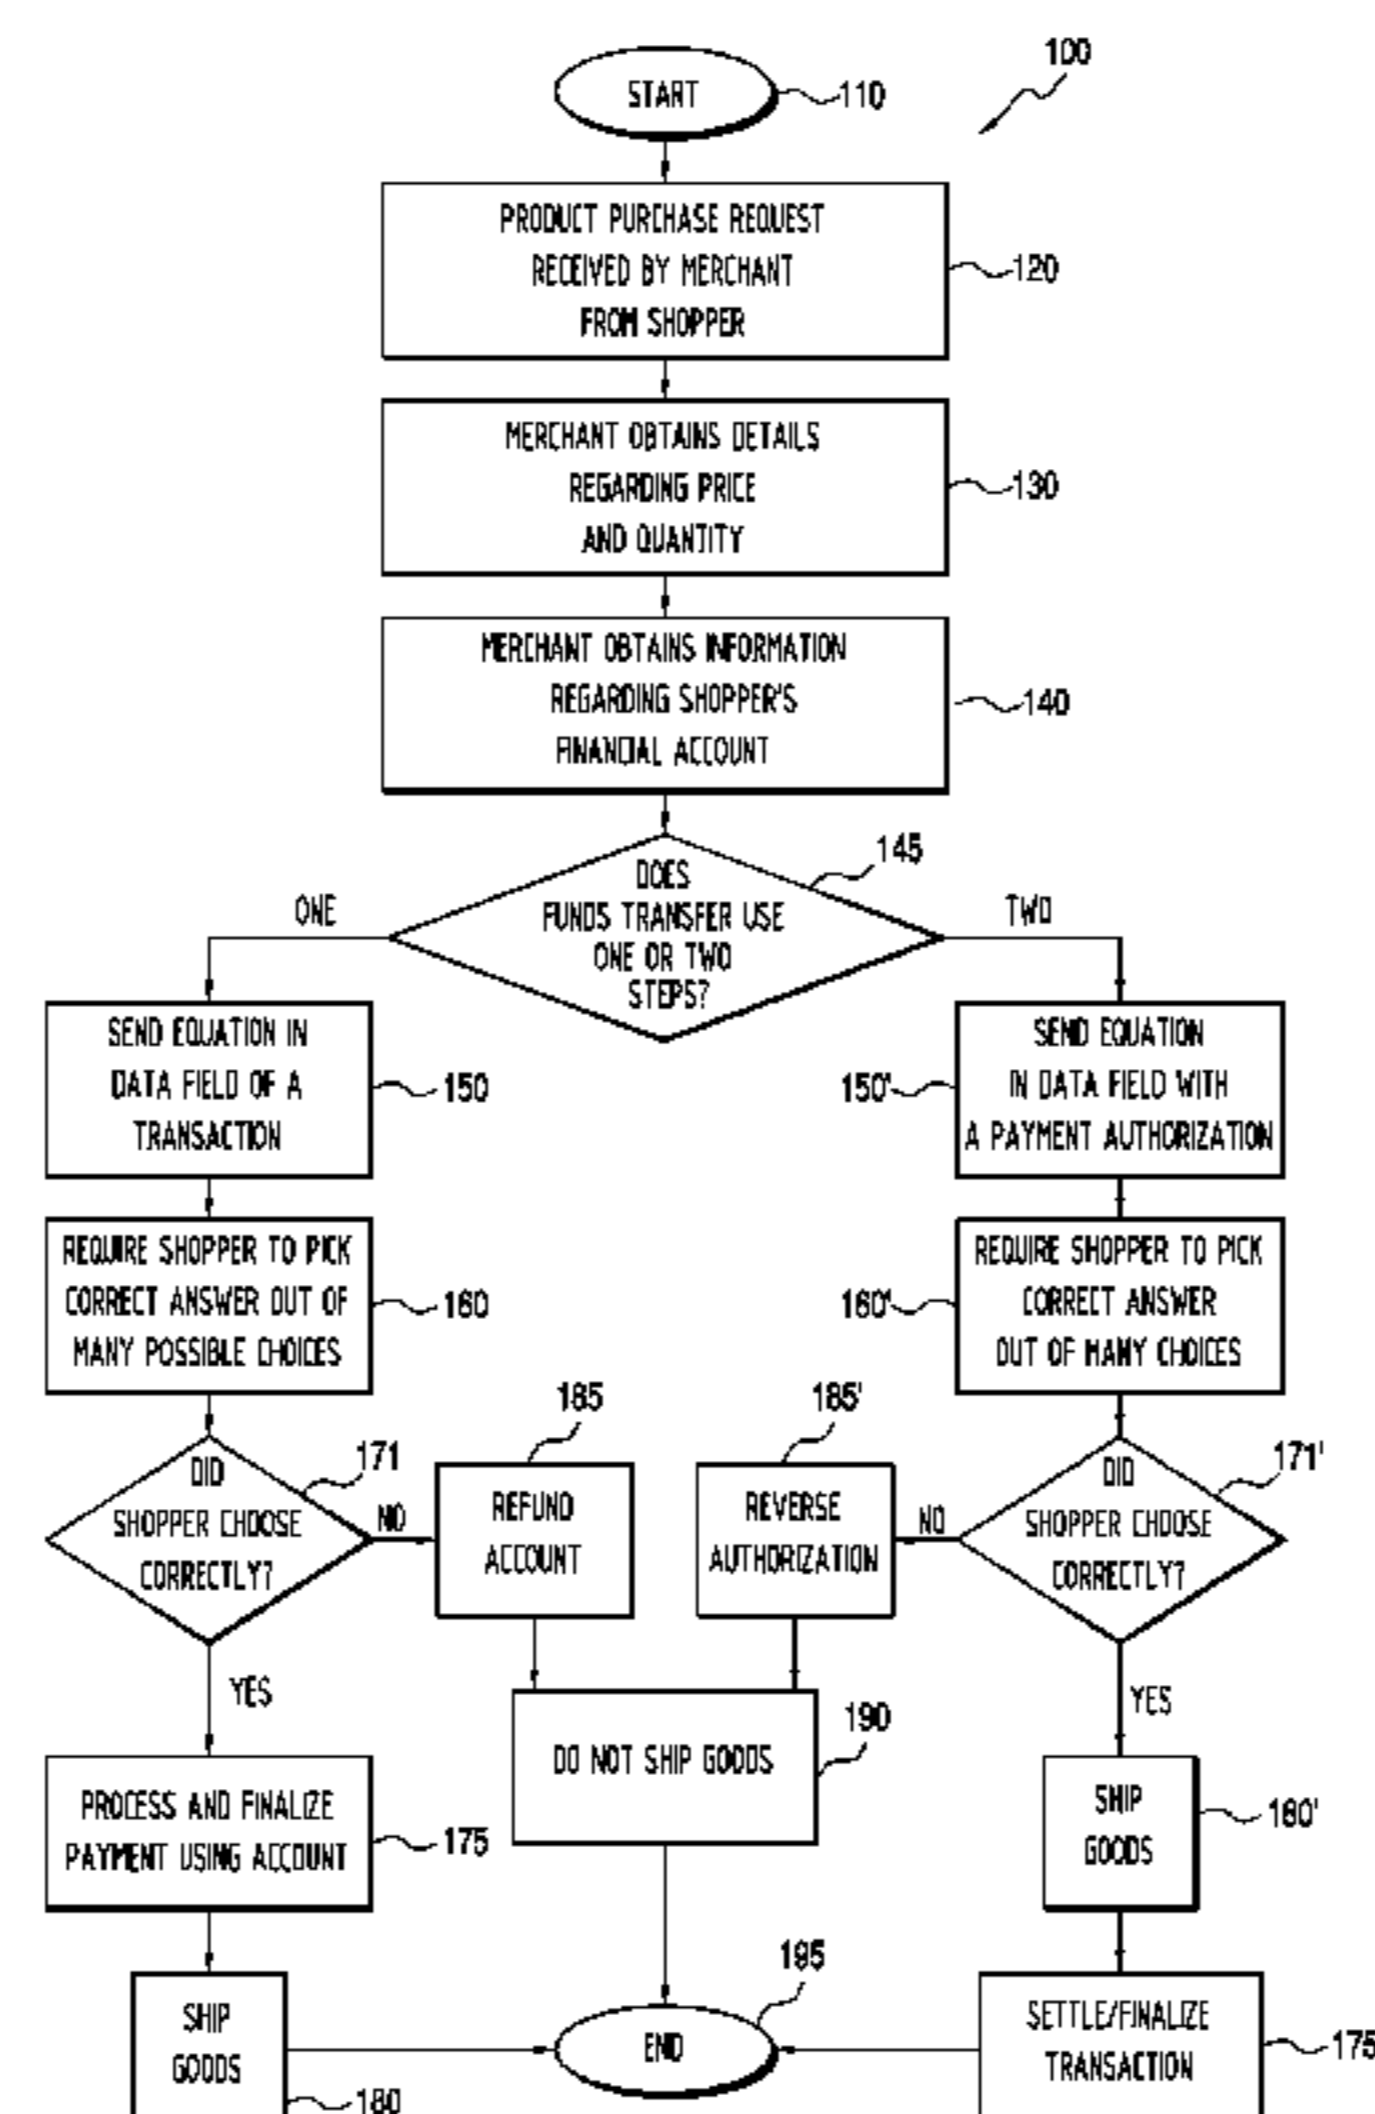 100
START
110
PRODUCT PURCHASE REQUEST
RECEIVED BY MERCHANT
FROM SHOPPER
120
MERCHANT OBTAINS DETAILS
REGARDING PRICE
AND QUANTITY
130
MERCHANT OBTAINS INFORMATION
REGARDING SHOPPER'S
FINANCIAL ACCOUNT
140
145
DOES
FUNDS TRANSFER USE
ONE OR TWO
STEPS?
ONE
TWO
SEND EQUATION IN
DATA FIELD OF A
TRANSACTION
150
SEND EQUATION
IN DATA FIELD WITH
A PAYMENT AUTHORIZATION
150'
REQUIRE SHOPPER TO PICK
CORRECT ANSWER OUT OF
MANY POSSIBLE CHOICES
160
REQUIRE SHOPPER TO PICK
CORRECT ANSWER
OUT OF MANY CHOICES
160'
DID
SHOPPER CHOOSE
CORRECTLY?
171
NO
185
REFUND
ACCOUNT
185'
REVERSE
AUTHORIZATION
NO
DID
SHOPPER CHOOSE
CORRECTLY?
171'
YES
YES
DO NOT SHIP GOODS
190
PROCESS AND FINALIZE
PAYMENT USING ACCOUNT
175
SHIP
GOODS
180'
SHIP
GOODS
180
END
195
SETTLE/FINALIZE
TRANSACTION
175